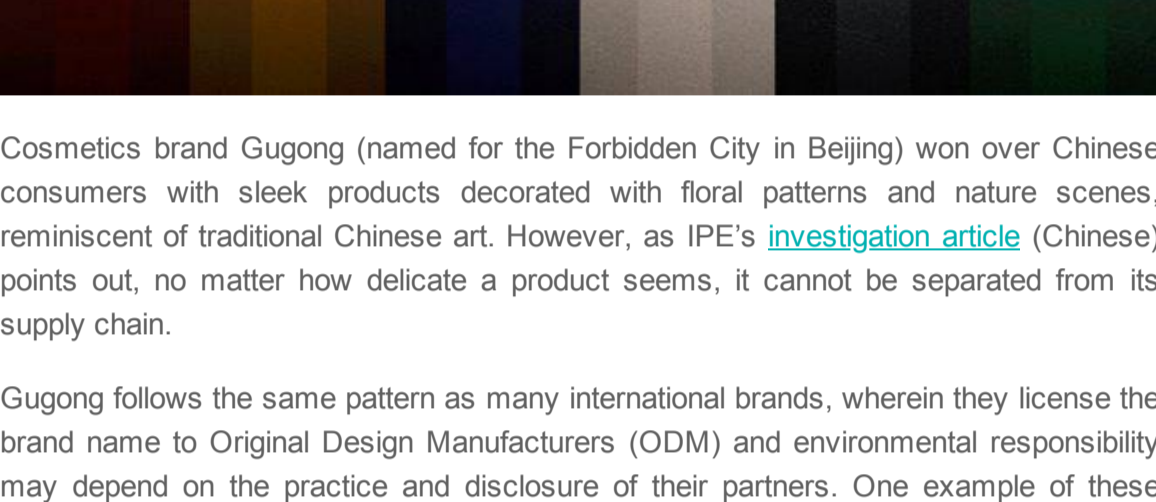 Cosmetics brand Gugong (named for the Forbidden City in Beijing) won over Chinese
consumers with sleek products decorated with floral patterns and nature scenes,
reminiscent of traditional Chinese art. However, as IPE’s investigation article (Chinese)
points out, no matter how delicate a product seems, it cannot be separated from its
supply chain.
Gugong follows the same pattern as many international brands, wherein they license the
brand name to Original Design Manufacturers (ODM) and environmental responsibility
may depend on the practice and disclosure of their partners. One example of these